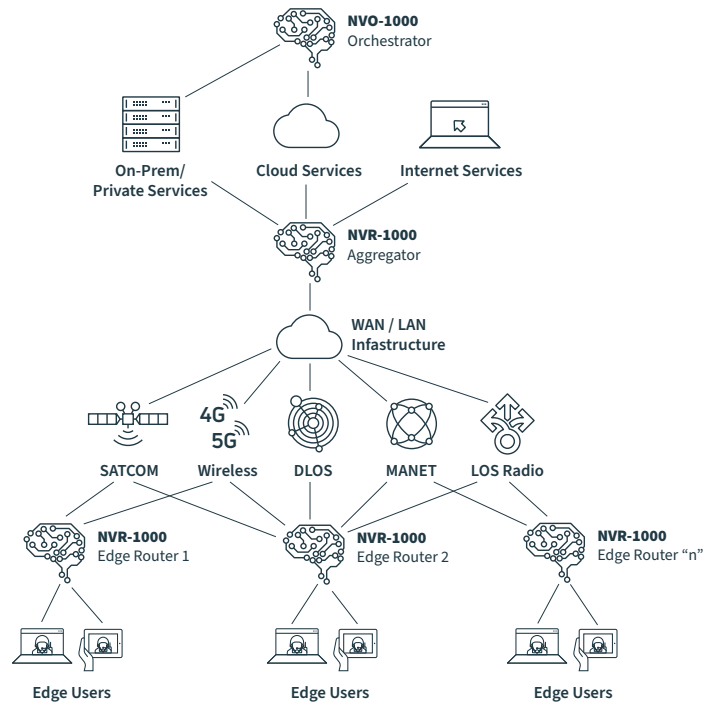 NVO-1000
Orchestrator
On-Prem/
Private Services
Cloud Services
Internet Services
NVR-1000
Aggregator
WAN / LAN
Infastructure
4G
5G
SATCOM
Wireless
DLOS
MANET
LOS Radio
NVR-1000
Edge Router 1
NVR-1000
Edge Router 2
NVR-1000
Edge Router “n”
Edge Users
Edge Users
Edge Users